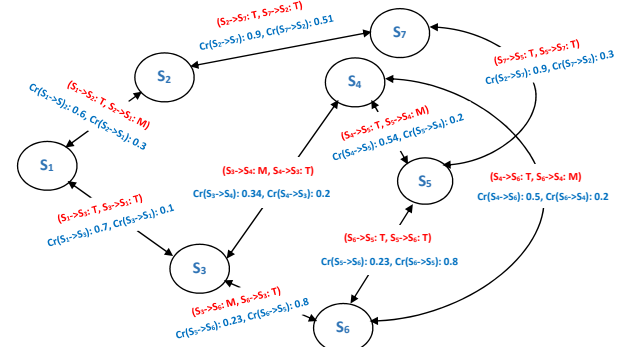 (S₂->S₇: T, S₇->S₂: T)
Cr(S₂->S₇): 0.9, Cr(S₇->S₂): 0.51
S₇
S₂
S₄
(S₇->S₅: T, S₅->S₇: T)
Cr(S₂->S₇): 0.9, Cr(S₇->S₂): 0.3
(S₁->S₂: T, S₂->S₁: M)
Cr(S₁->S)₂: 0.6, Cr(S₂->S₁): 0.3
(S₄->S₅: T, S₅->S₄: M)
Cr(S₄->S₅): 0.54, Cr(S₅->S₄): 0.2
S₁
(S₃->S₄: M, S₄->S₃: T)
Cr(S₃->S₄): 0.34, Cr(S₄->S₃): 0.2
S₅
(S₄->S₆: T, S₆->S₄: M)
Cr(S₄->S₆): 0.5, Cr(S₆->S₄): 0.2
(S₁->S₃: T, S₃->S₁: T)
Cr(S₁->S₃): 0.7, Cr(S₃->S₁): 0.1
(S₆->S₅: T, S₅->S₆: T)
Cr(S₅->S₆): 0.23, Cr(S₆->S₅): 0.8
S₃
(S₃->S₆: M, S₆->S₃: T)
Cr(S₅->S₆): 0.23, Cr(S₆->S₅): 0.8
S₆